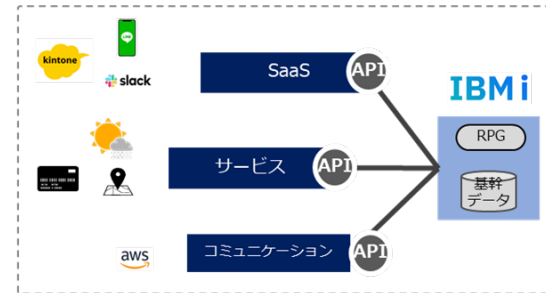 LINE
kintone
slack
SaaS
API
IBM i
RPG
サービス
API
基幹
データ
aws
コミュニケーション
API